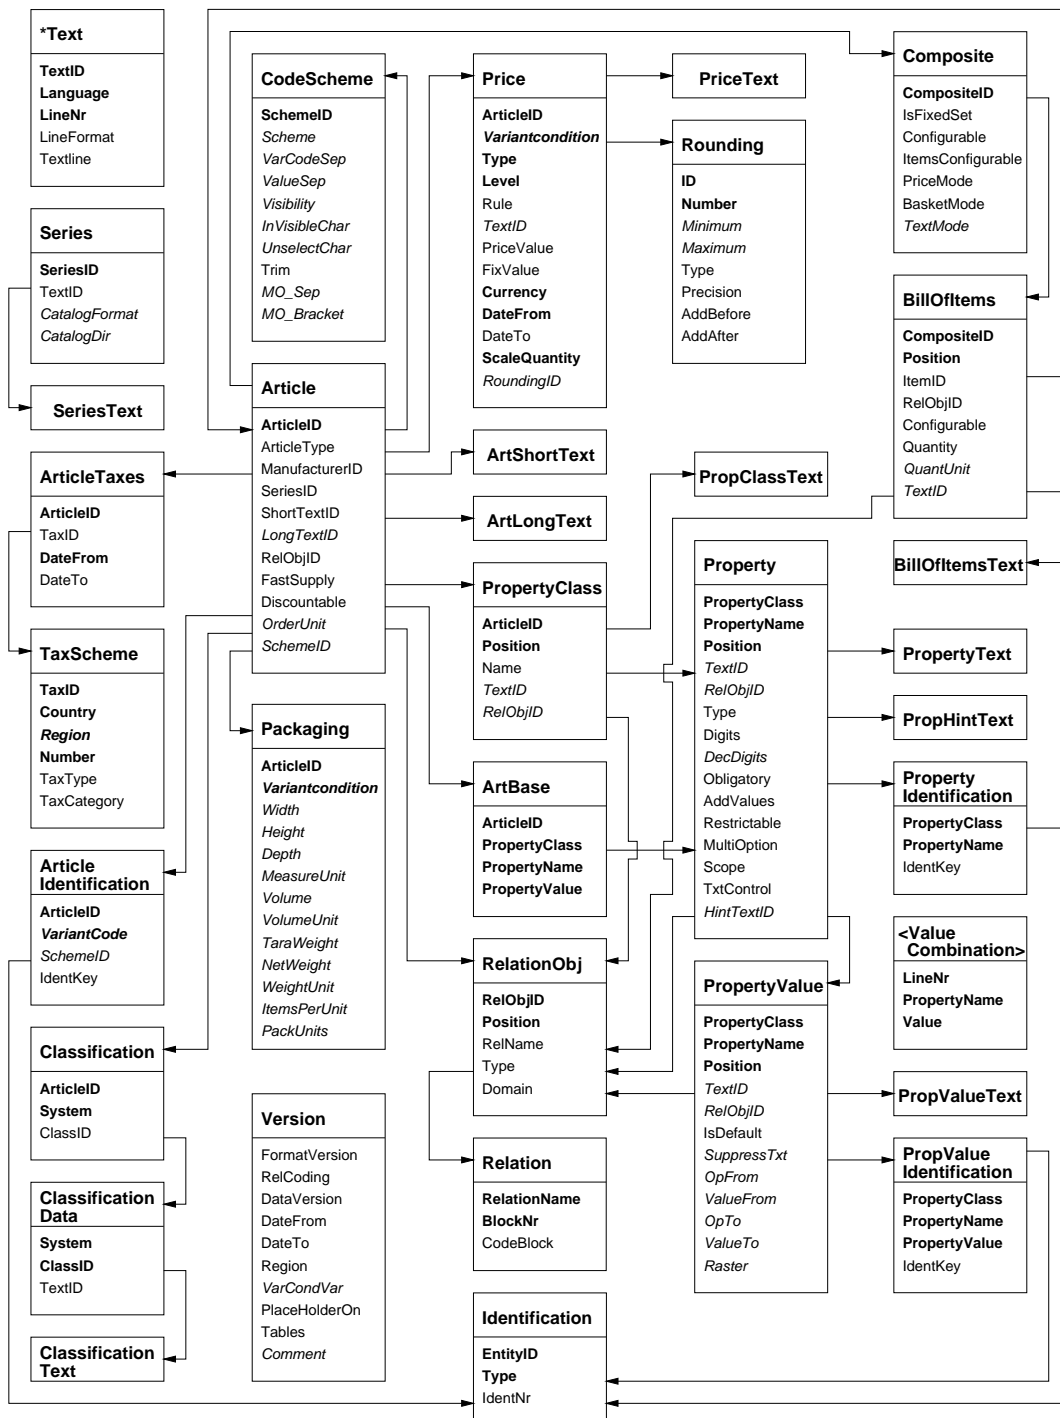 *Text
TextID
Language
LineNr
LineFormat
Textline
Series
SeriesID
TextID
CatalogFormat
CatalogDir
SeriesText
ArticleTaxes
ArticleID
TaxID
DateFrom
DateTo
TaxScheme
TaxID
Country
Region
Number
TaxType
TaxCategory
Article
Identification
ArticleID
VariantCode
SchemeID
IdentKey
Classification
ArticleID
System
ClassID
Classification
Data
System
ClassID
TextID
Classification
Text
CodeScheme
SchemeID
Scheme
VarCodeSep
ValueSep
Visibility
InVisibleChar
UnselectChar
Trim
MO_Sep
MO_Bracket
Article
ArticleID
ArticleType
ManufacturerID
SeriesID
ShortTextID
LongTextID
RelObjID
FastSupply
Discountable
OrderUnit
SchemeID
Packaging
ArticleID
Variantcondition
Width
Height
Depth
MeasureUnit
Volume
VolumeUnit
TaraWeight
NetWeight
WeightUnit
ItemsPerUnit
PackUnits
Version
FormatVersion
RelCoding
DataVersion
DateFrom
DateTo
Region
VarCondVar
PlaceHolderOn
Tables
Comment
Price
ArticleID
Variantcondition
Type
Level
Rule
TextID
PriceValue
FixValue
Currency
DateFrom
DateTo
ScaleQuantity
RoundingID
ArtShortText
ArtLongText
PropertyClass
ArticleID
Position
Name
TextID
RelObjID
ArtBase
ArticleID
PropertyClass
PropertyName
PropertyValue
RelationObj
RelObjID
Position
RelName
Type
Domain
Relation
RelationName
BlockNr
CodeBlock
Identification
EntityID
Type
IdentNr
PriceText
Rounding
ID
Number
Minimum
Maximum
Type
Precision
AddBefore
AddAfter
PropClassText
Property
PropertyClass
PropertyName
Position
TextID
RelObjID
Type
Digits
DecDigits
Obligatory
AddValues
Restrictable
MultiOption
Scope
TxtControl
HintTextID
PropertyValue
PropertyClass
PropertyName
Position
TextID
RelObjID
IsDefault
SuppressTxt
OpFrom
ValueFrom
OpTo
ValueTo
Raster
Composite
CompositeID
IsFixedSet
Configurable
ItemsConfigurable
PriceMode
BasketMode
TextMode
BillOfItems
CompositeID
Position
ItemID
RelObjID
Configurable
Quantity
QuantUnit
TextID
BillOfItemsText
PropertyText
PropHintText
Property
Identification
PropertyClass
PropertyName
IdentKey
<Value
Combination>
LineNr
PropertyName
Value
PropValueText
PropValue
Identification
PropertyClass
PropertyName
PropertyValue
IdentKey